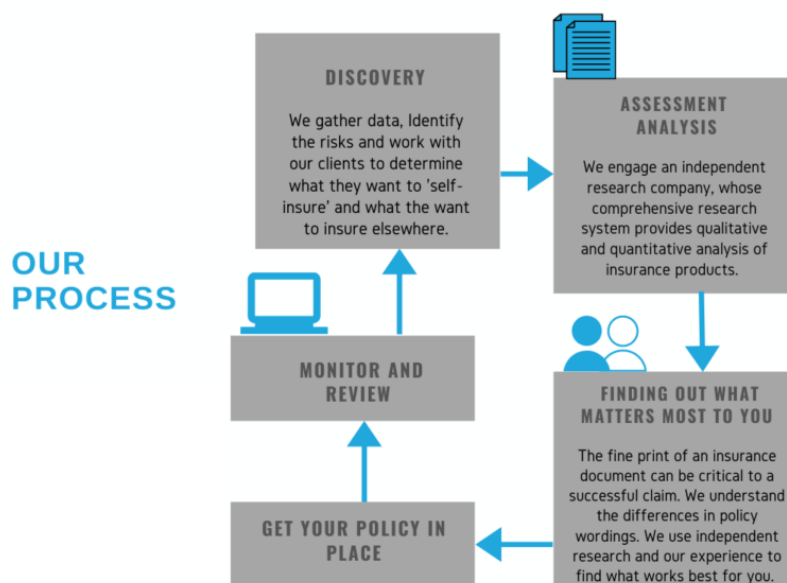 OUR
PROCESS
DISCOVERY
We gather data, Identify
the risks and work with
our clients to determine
what they want to 'self-
insure' and what the want
to insure elsewhere.
ASSESSMENT
ANALYSIS
We engage an independent
research company, whose
comprehensive research
system provides qualitative
and quantitative analysis of
insurance products.
FINDING OUT WHAT
MATTERS MOST TO YOU
The fine print of an insurance
document can be critical to a
successful claim. We understand
the differences in policy
wordings. We use independent
research and our experience to
find what works best for you.
GET YOUR POLICY IN
PLACE
MONITOR AND
REVIEW